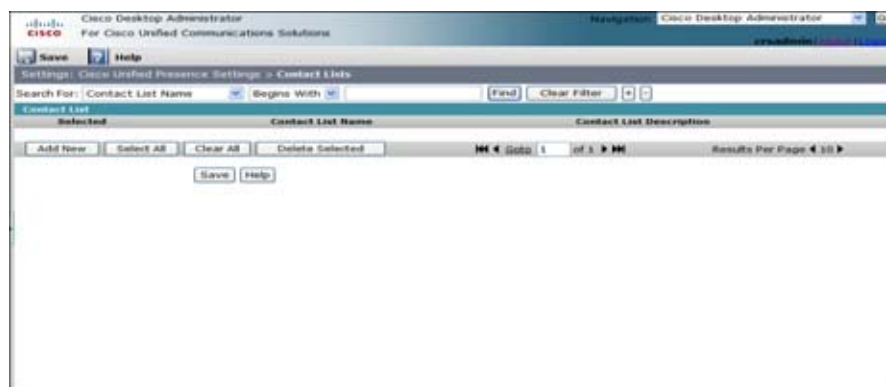 Cisco Desktop Administrator
CISCO For Cisco Unified Communications Solutions
Navigation Cisco Desktop Administrator
crsadmin
Save Help
Settings: Cisco Unified Presence Settings > Contact Lists
Search For: Contact List Name Begins With Find Clear Filter + -
Contact List
Selected Contact List Name Contact List Description
Add New Select All Clear All Delete Selected Goto 1 of 1 Results Per Page 10
Save Help